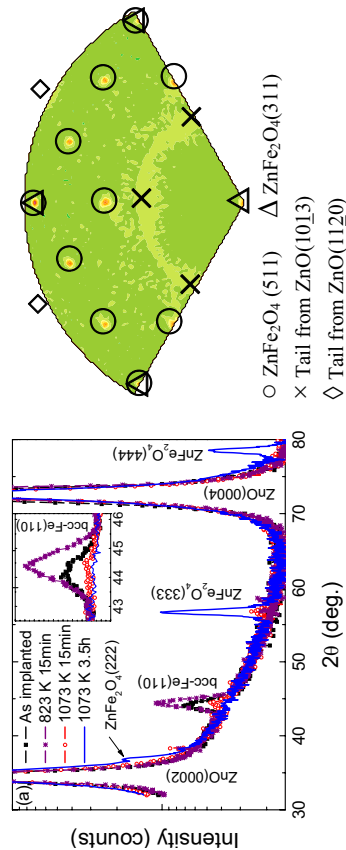 (a)
As implanted
823 K 15min
1073 K 15min
1073 K 3.5h
ZnFe2O4(222)
ZnO(0002)
bcc-Fe(110)
ZnFe2O4(333)
ZnO(0004)
ZnFe2O4(444)
bcc-Fe(110)
43 44 45 46
30 40 50 60 70 80
2θ (deg.)
Intensity (counts)
ZnFe2O4 (511)
ZnFe2O4(311)
Tail from ZnO(1013)
Tail from ZnO(1120)